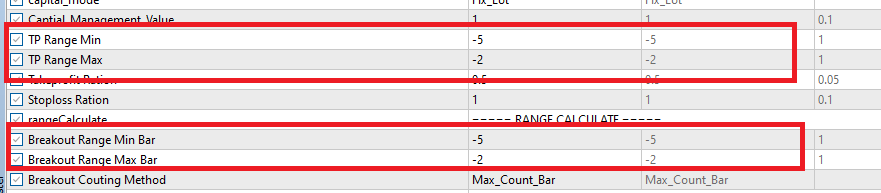 capital_mode Fix_Lot Fix_Lot
Captial_Management_Value 1 1 0.1
TP Range Min -5 -5 1
TP Range Max -2 -2 1
Takeprofit Ration 0.5 0.5 0.05
Stoploss Ration 1 1 0.1
rangeCalculate ===== RANGE CALCULATE =====
Breakout Range Min Bar -5 -5 1
Breakout Range Max Bar -2 -2 1
Breakout Couting Method Max_Count_Bar Max_Count_Bar